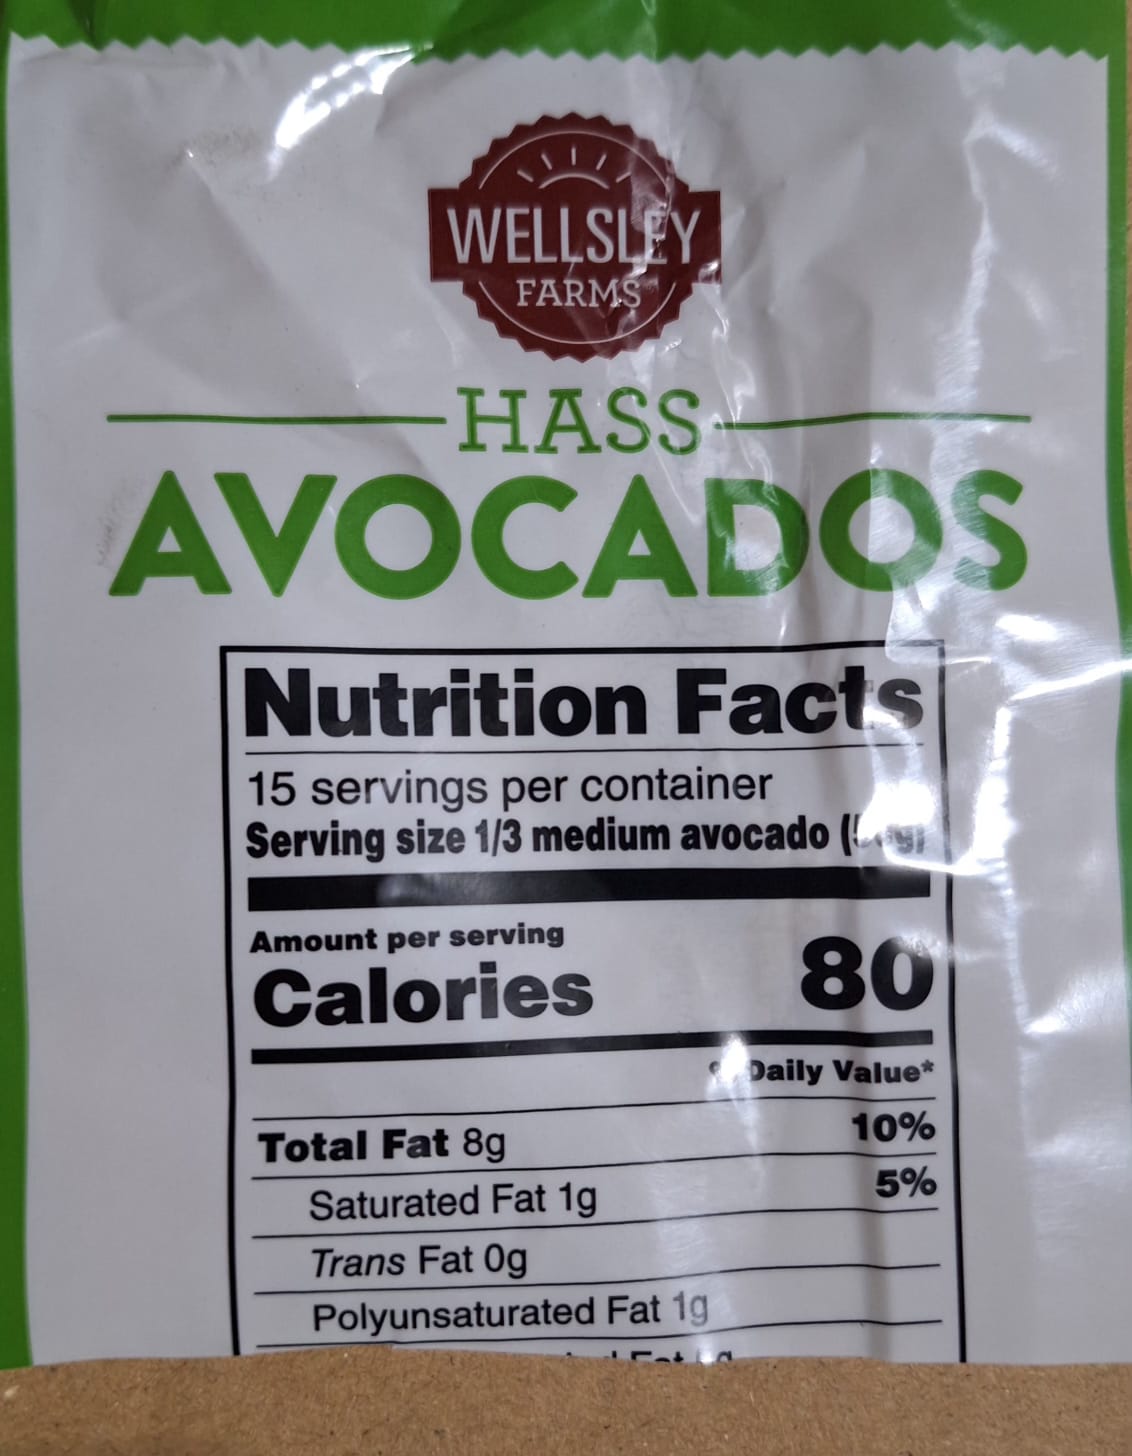 WELLSLEY
FARMS
HASS
AVOCADOS
Nutrition Facts
15 servings per container
Serving size 1/3 medium avocado
Amount per serving
Calories 80
Daily Value*
Total Fat 8g 10%
Saturated Fat 1g 5%
Trans Fat 0g
Polyunsaturated Fat 1g